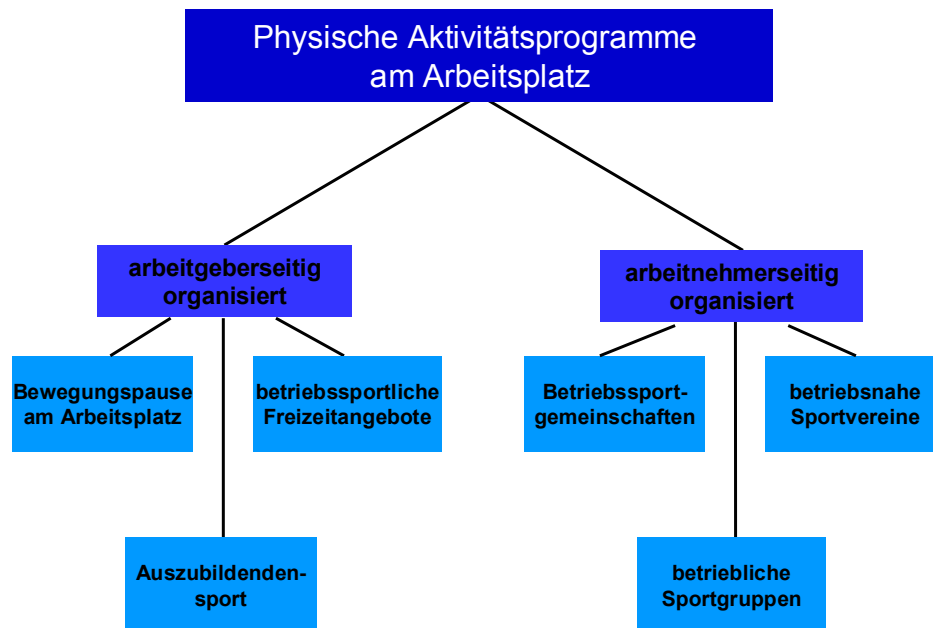 Physische Aktivitätsprogramme
am Arbeitsplatz
arbeitgeberseitig
organisiert
arbeitnehmerseitig
organisiert
Bewegungspause
am Arbeitsplatz
betriebssportliche
Freizeitangebote
Betriebssport-
gemeinschaften
betriebsnahe
Sportvereine
Auszubildenden-
sport
betriebliche
Sportgruppen